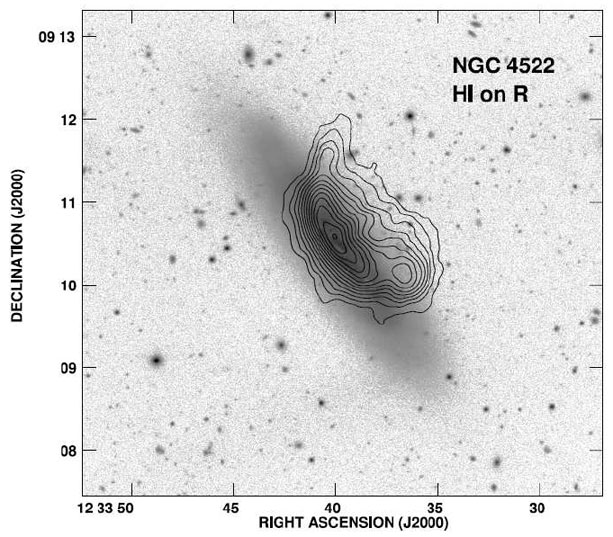 09 13
12
11
10
09
08
NGC 4522
HI on R
DECLINATION (J2000)
12 33 50
45
40
35
30
RIGHT ASCENSION (J2000)